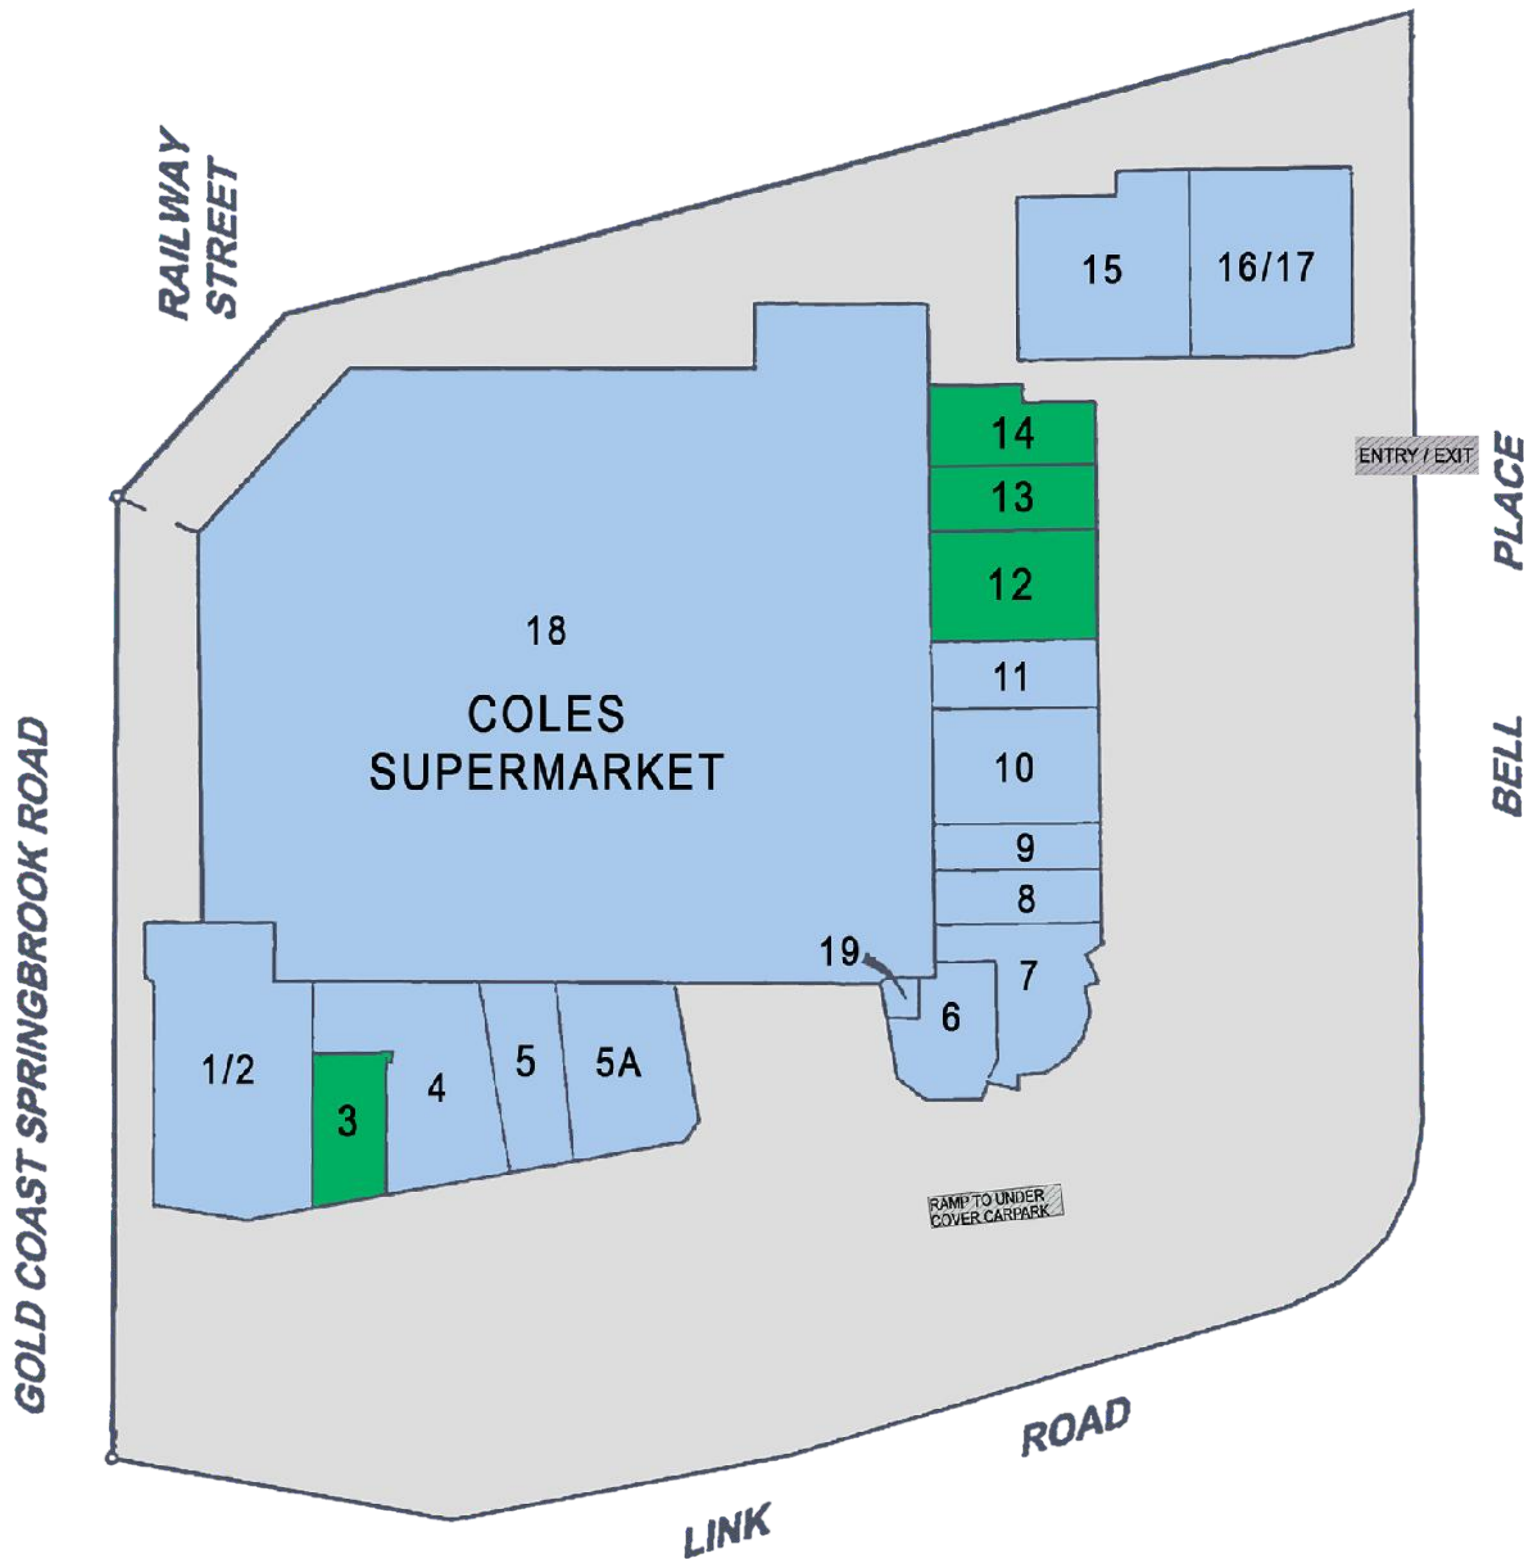 RAILWAY
STREET
15
16/17
14
ENTRY / EXIT
13
12
18
11
COLES
SUPERMARKET
10
9
8
19
7
6
1/2
5
5A
4
3
RAMP TO UNDER
COVER CARPARK
GOLD COAST SPRINGBROOK ROAD
BELL PLACE
LINK ROAD